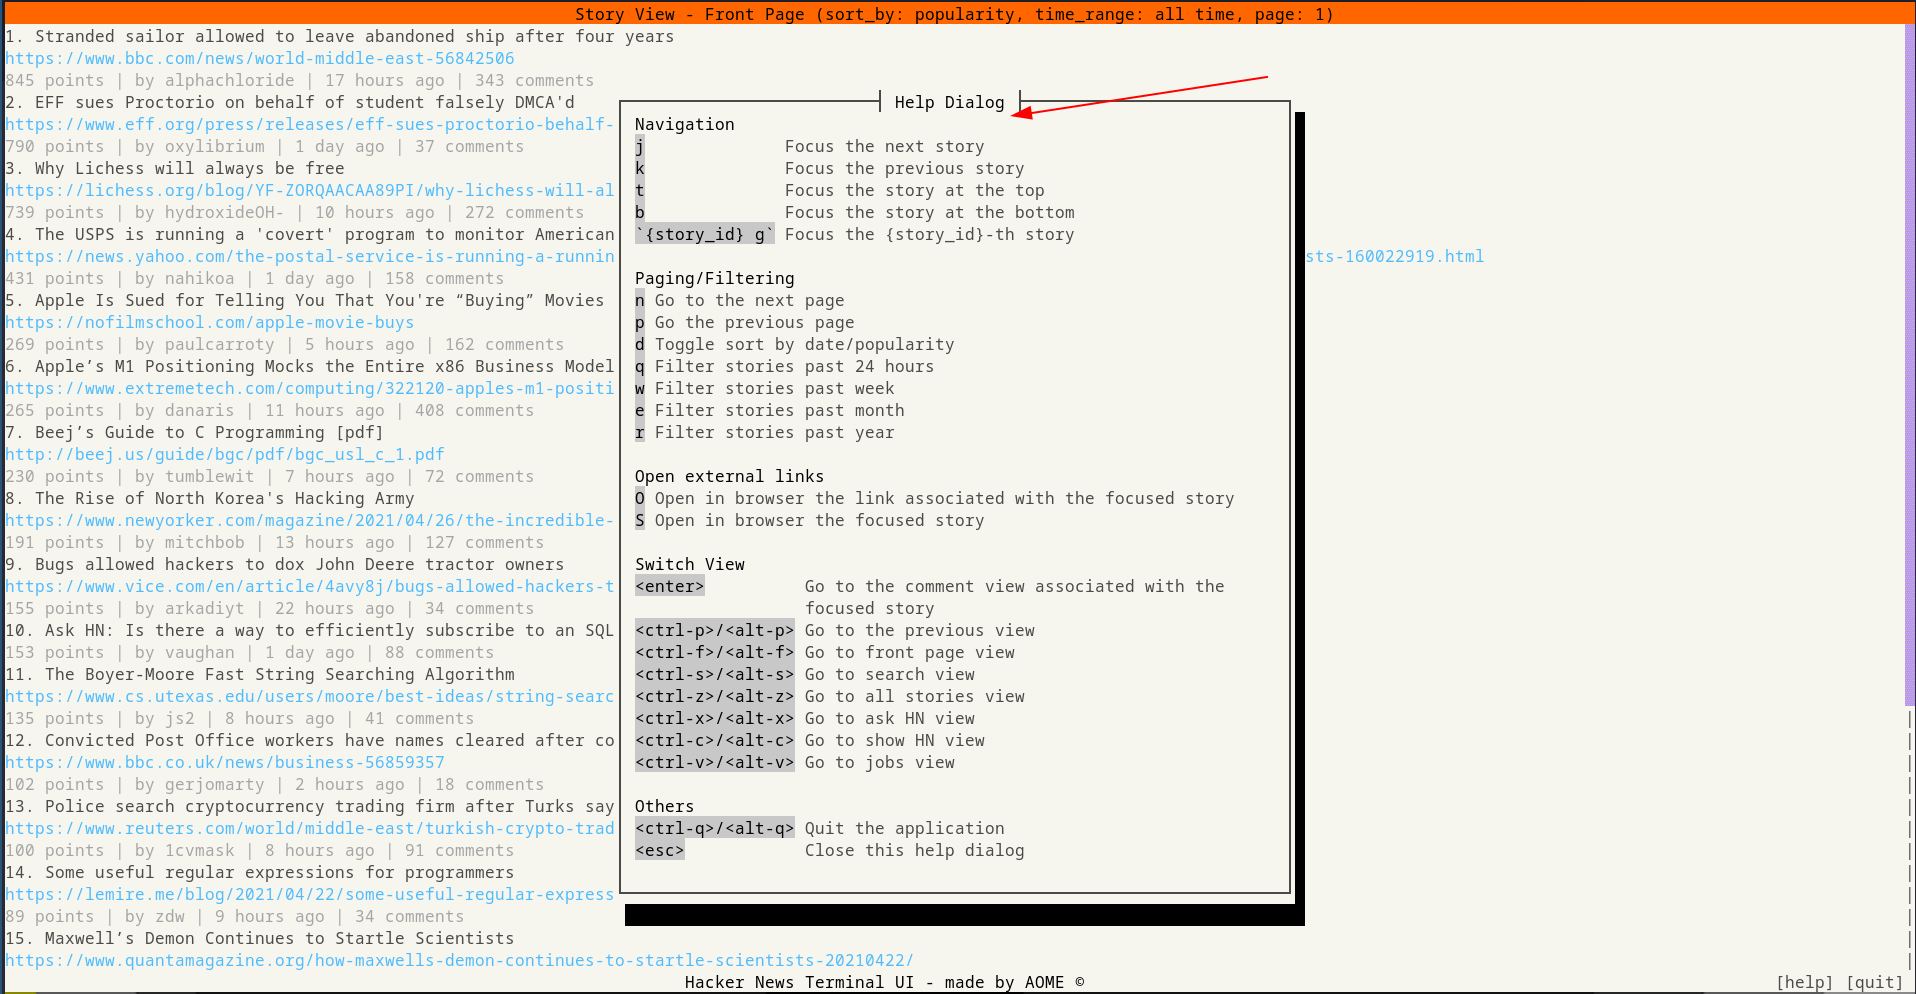 Story View - Front Page (sort_by: popularity, time_range: all time, page: 1)
1. Stranded sailor allowed to leave abandoned ship after four years
https://www.bbc.com/news/world-middle-east-56842506
845 points | by alphachloride | 17 hours ago | 343 comments
2. EFF sues Proctorio on behalf of student falsely DMCA'd
https://www.eff.org/press/releases/eff-sues-proctorio-behalf-
790 points | by oxylibrium | 1 day ago | 37 comments
3. Why Lichess will always be free
https://lichess.org/blog/YF-ZORQAACAA89PI/why-lichess-will-al
739 points | by hydroxideOH- | 10 hours ago | 272 comments
4. The USPS is running a 'covert' program to monitor American
https://news.yahoo.com/the-postal-service-is-running-a-runnin
sts-160022919.html
431 points | by nahikoa | 1 day ago | 158 comments
5. Apple Is Sued for Telling You That You're “Buying” Movies
https://nofilmschool.com/apple-movie-buys
269 points | by paulcarroty | 5 hours ago | 162 comments
6. Apple’s M1 Positioning Mocks the Entire x86 Business Model
https://www.extremetech.com/computing/322120-apples-m1-positi
265 points | by danaris | 11 hours ago | 408 comments
7. Beej’s Guide to C Programming [pdf]
http://beej.us/guide/bgc/pdf/bgc_usl_c_1.pdf
230 points | by tumblewit | 7 hours ago | 72 comments
8. The Rise of North Korea's Hacking Army
https://www.newyorker.com/magazine/2021/04/26/the-incredible-
191 points | by mitchbob | 13 hours ago | 127 comments
9. Bugs allowed hackers to dox John Deere tractor owners
https://www.vice.com/en/article/4avy8j/bugs-allowed-hackers-t
155 points | by arkadiyt | 22 hours ago | 34 comments
10. Ask HN: Is there a way to efficiently subscribe to an SQL
153 points | by vaughan | 1 day ago | 88 comments
11. The Boyer-Moore Fast String Searching Algorithm
https://www.cs.utexas.edu/users/moore/best-ideas/string-searc
135 points | by js2 | 8 hours ago | 41 comments
12. Convicted Post Office workers have names cleared after co
https://www.bbc.co.uk/news/business-56859357
102 points | by gerjomarty | 2 hours ago | 18 comments
13. Police search cryptocurrency trading firm after Turks say
https://www.reuters.com/world/middle-east/turkish-crypto-trad
100 points | by 1cvmask | 8 hours ago | 91 comments
14. Some useful regular expressions for programmers
https://lemire.me/blog/2021/04/22/some-useful-regular-express
89 points | by zdw | 9 hours ago | 34 comments
15. Maxwell’s Demon Continues to Startle Scientists
https://www.quantamagazine.org/how-maxwells-demon-continues-to-startle-scientists-20210422/
Help Dialog
Navigation
j Focus the next story
k Focus the previous story
t Focus the story at the top
b Focus the story at the bottom
`{story_id} g` Focus the {story_id}-th story
Paging/Filtering
n Go to the next page
p Go the previous page
d Toggle sort by date/popularity
q Filter stories past 24 hours
w Filter stories past week
e Filter stories past month
r Filter stories past year
Open external links
O Open in browser the link associated with the focused story
S Open in browser the focused story
Switch View
<enter> Go to the comment view associated with the
focused story
<ctrl-p>/<alt-p> Go to the previous view
<ctrl-f>/<alt-f> Go to front page view
<ctrl-s>/<alt-s> Go to search view
<ctrl-z>/<alt-z> Go to all stories view
<ctrl-x>/<alt-x> Go to ask HN view
<ctrl-c>/<alt-c> Go to show HN view
<ctrl-v>/<alt-v> Go to jobs view
Others
<ctrl-q>/<alt-q> Quit the application
<esc> Close this help dialog
Hacker News Terminal UI - made by AOME ©
[help] [quit]